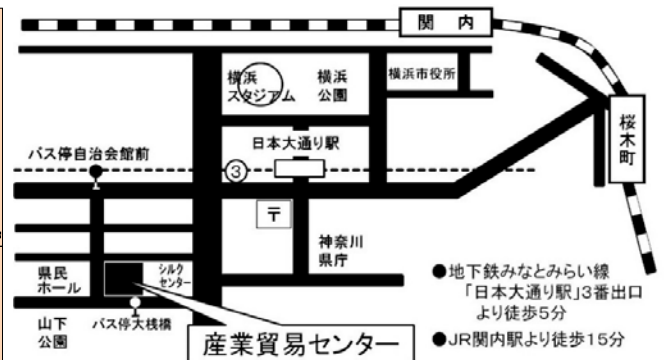 関 内
横浜
スタジアム
横浜
公園
横浜市役所
桜木町
日本大通り駅
バス停自治会館前
③
〒
神奈川
県庁
県民
ホール
シルク
センター
山下
公園
バス停大桟橋
産業貿易センター
●地下鉄みなとみらい線
「日本大通り駅」3番出口
より徒歩5分
●JR関内駅より徒歩15分